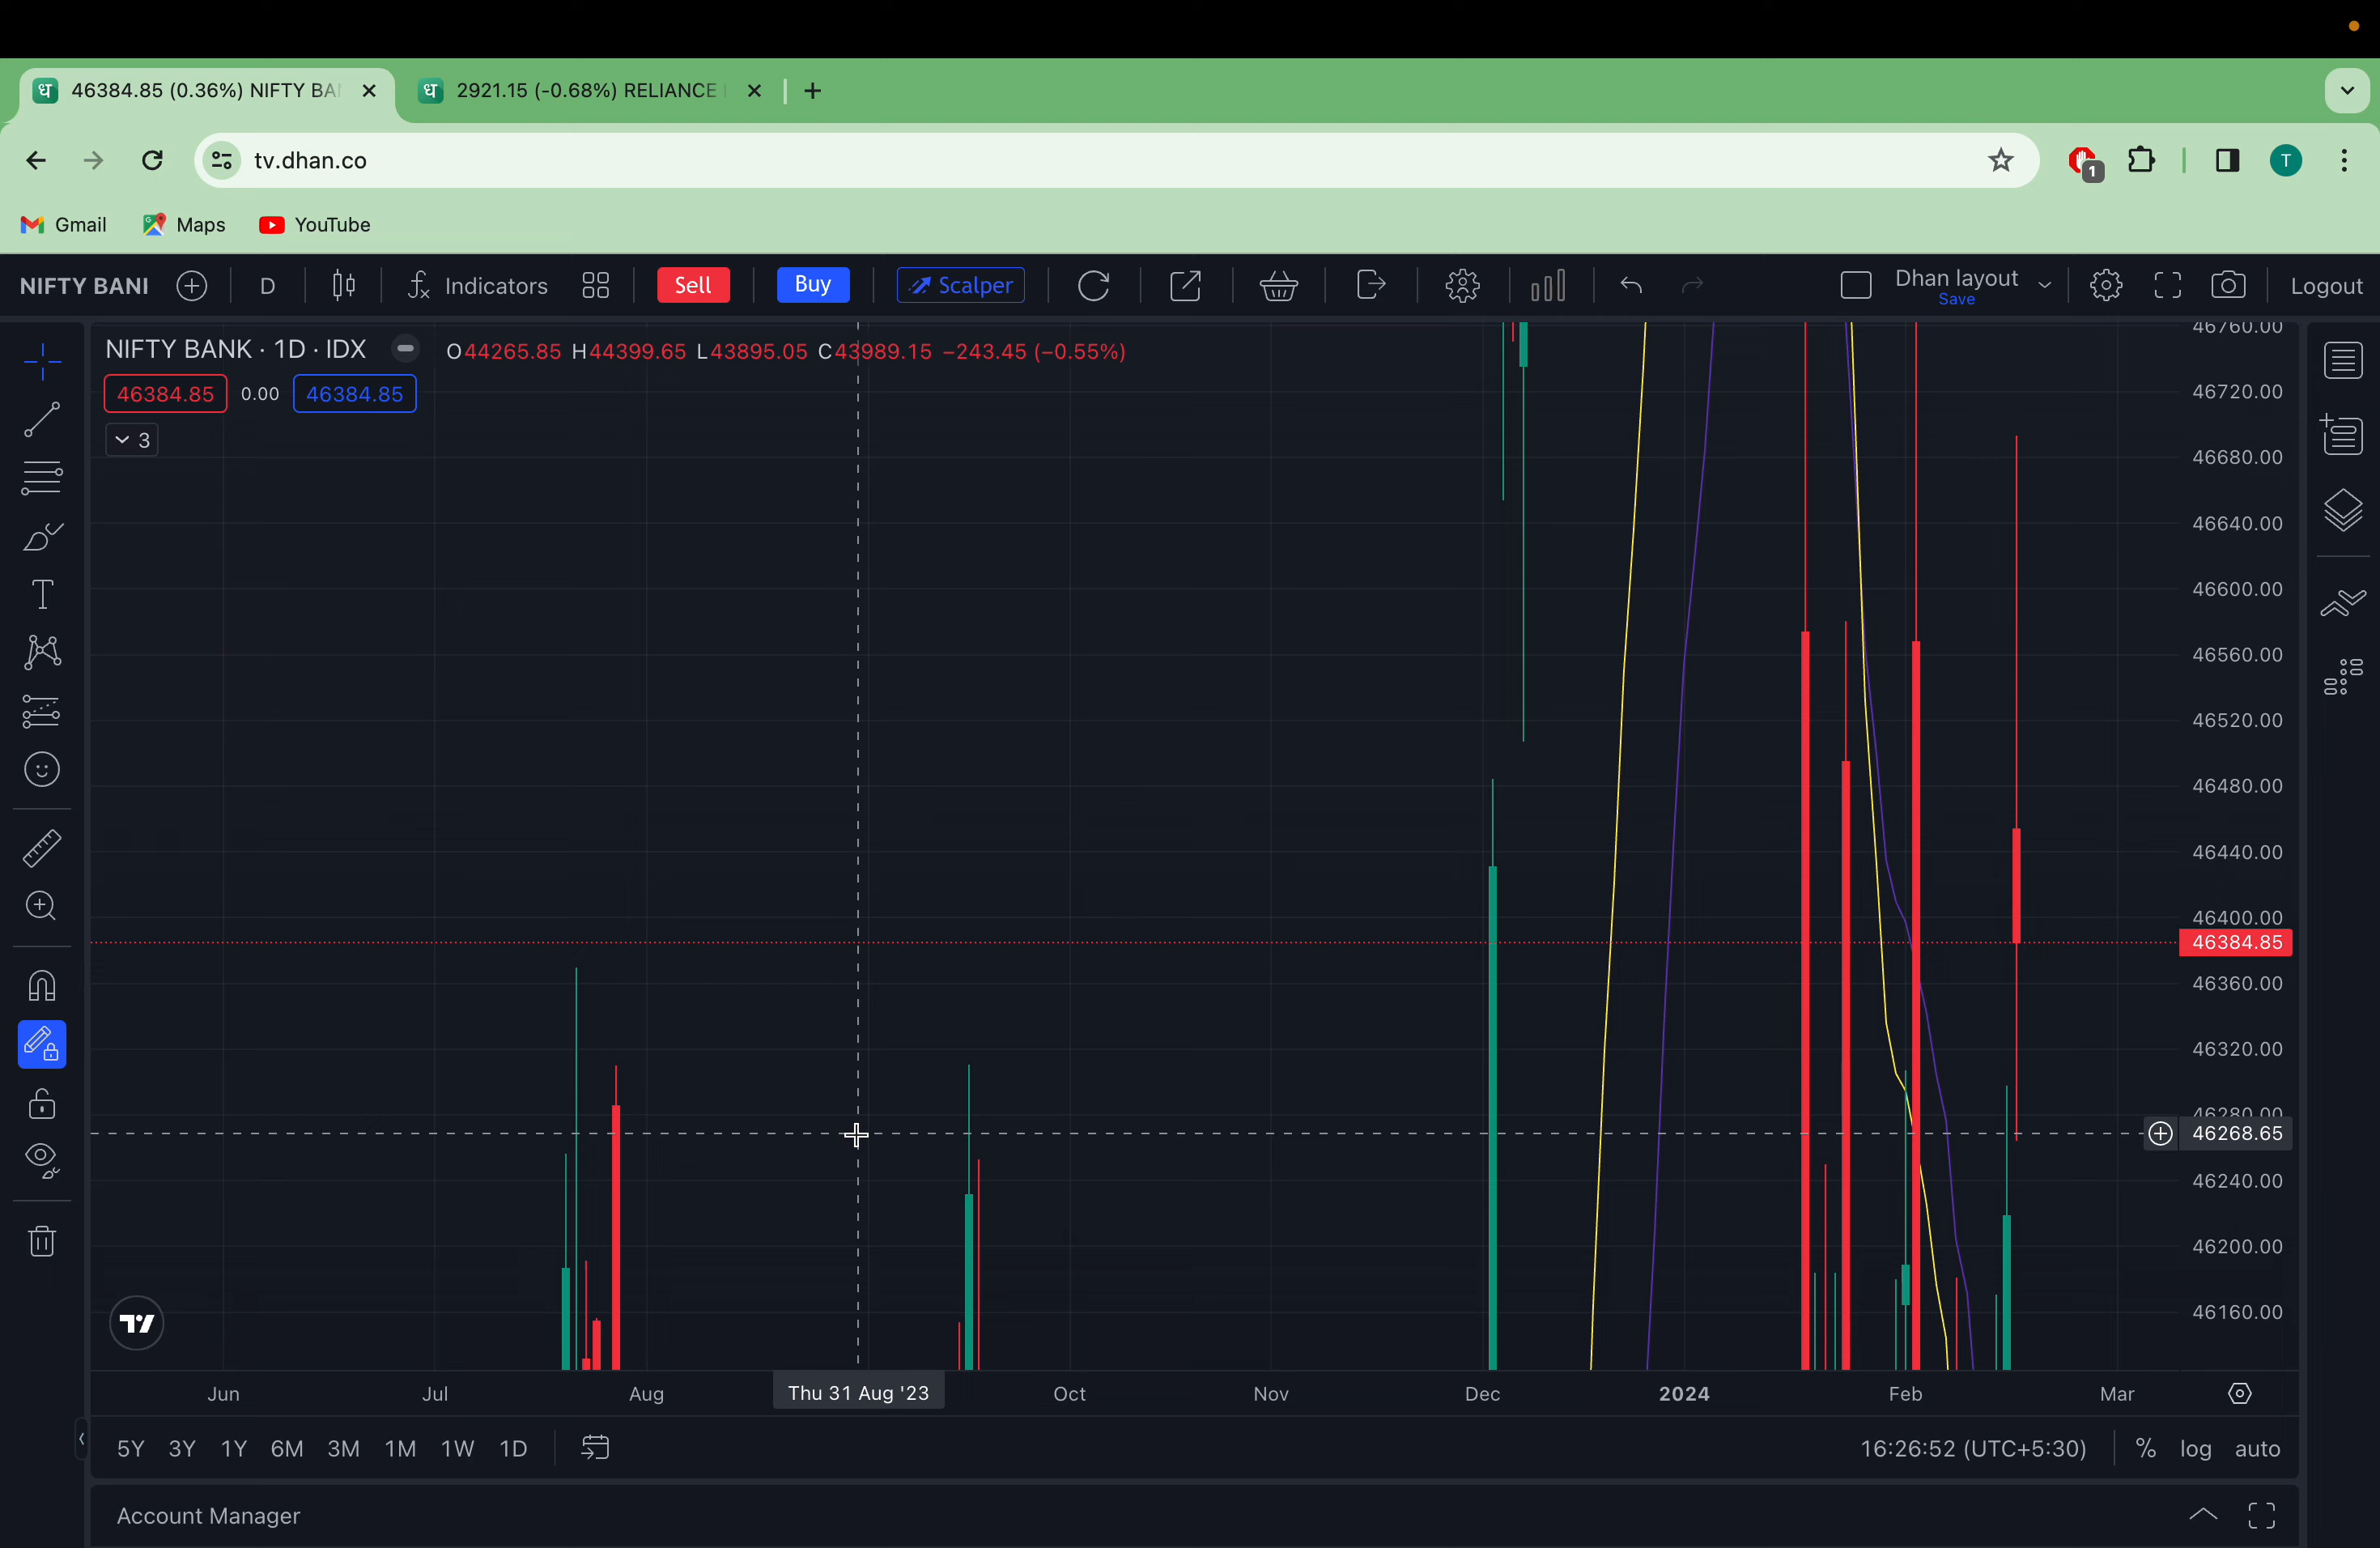 46384.85 (0.36%) NIFTY BA
2921.15 (-0.68%) RELIANCE
tv.dhan.co
1
T
Gmail
Maps
YouTube
NIFTY BANI
D
Indicators
Sell
Buy
Scalper
Dhan layout
Save
Logout
NIFTY BANK · 1D · IDX
O44265.85 H44399.65 L43895.05 C43989.15 −243.45 (−0.55%)
46384.85 0.00 46384.85
3
46760.00
46720.00
46680.00
46640.00
46600.00
46560.00
46520.00
46480.00
46440.00
46400.00
46384.85
46360.00
46320.00
46280.00
46268.65
46240.00
46200.00
46160.00
Jun Jul Aug Thu 31 Aug '23 Oct Nov Dec 2024 Feb Mar
5Y 3Y 1Y 6M 3M 1M 1W 1D
16:26:52 (UTC+5:30) % log auto
Account Manager